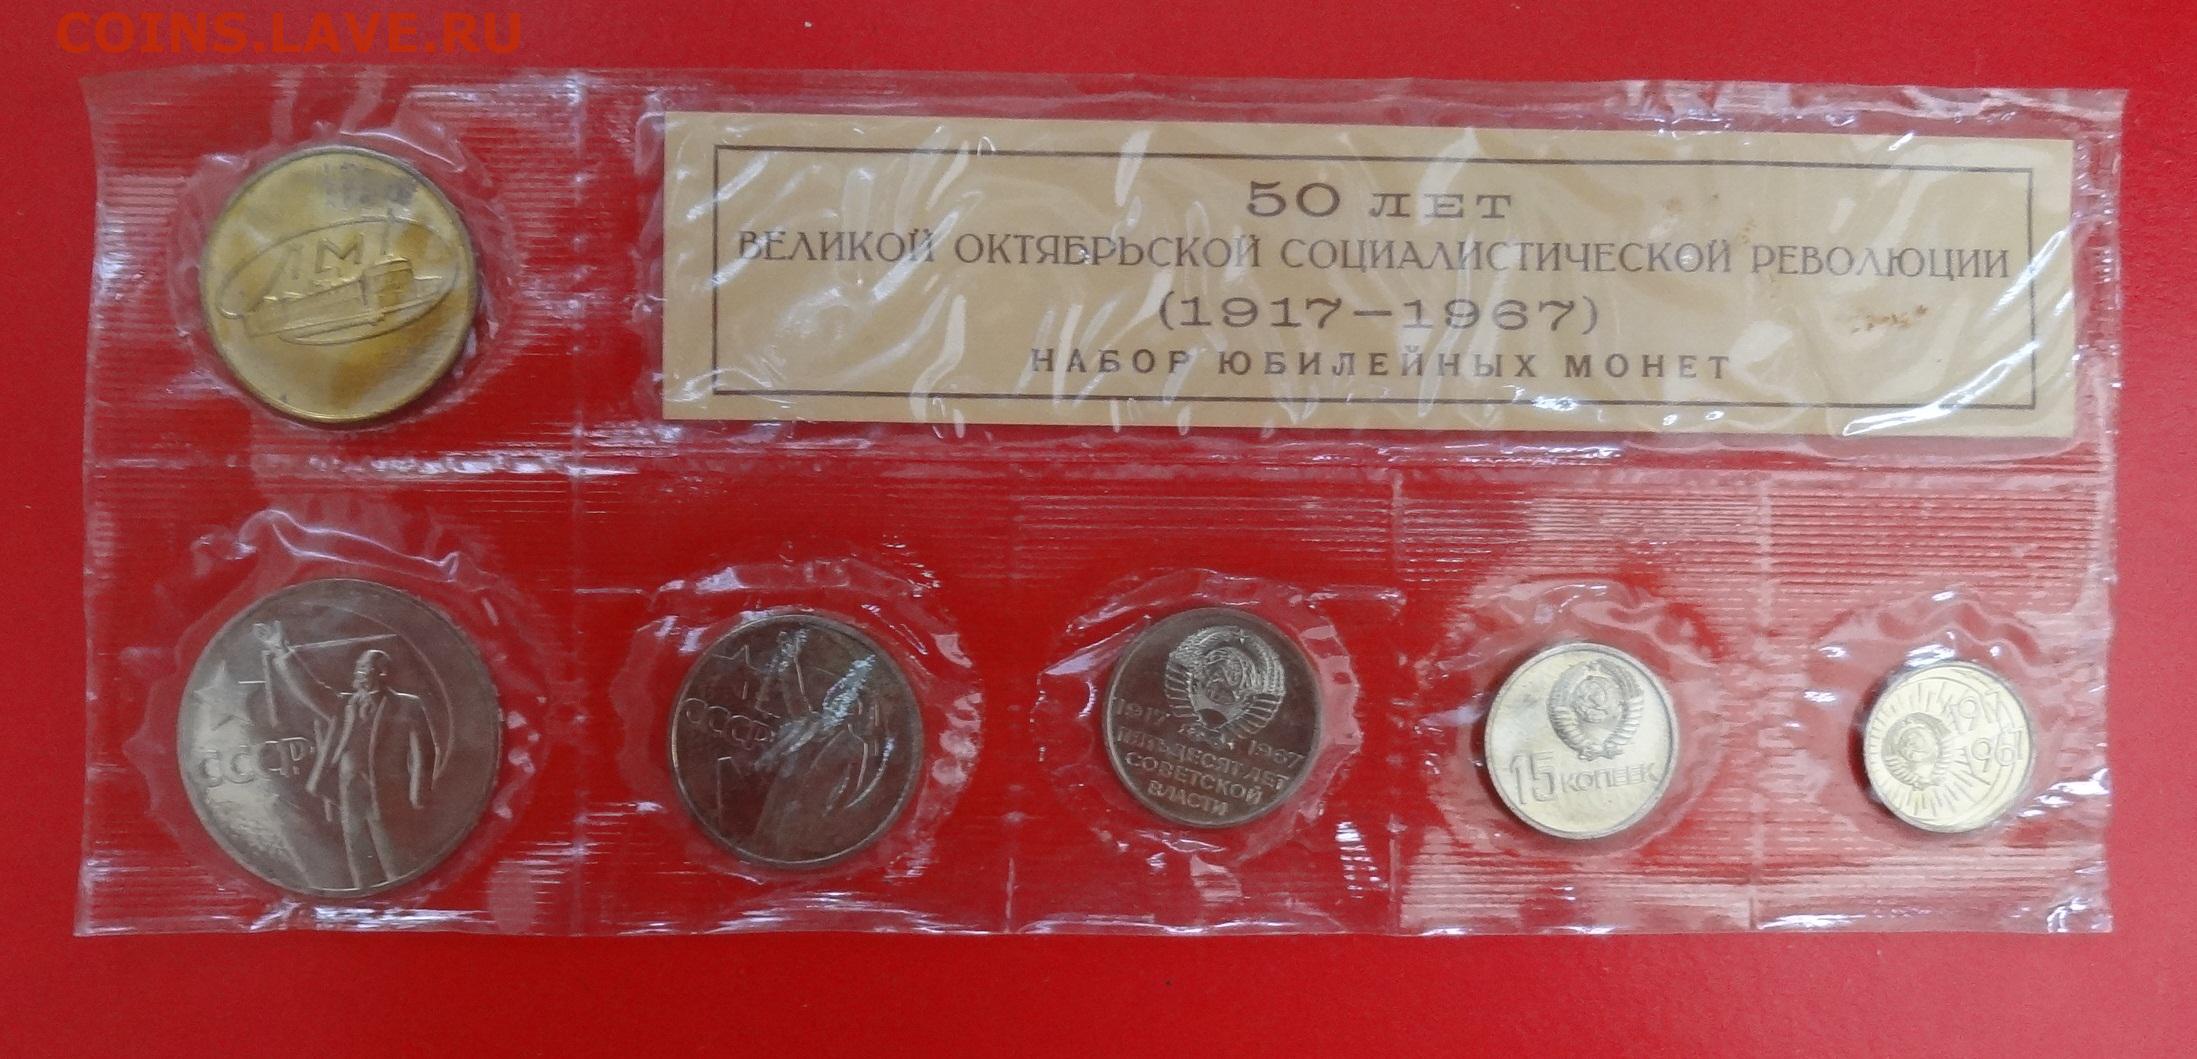 COINS.LAVE.RU
50 ЛЕТ
ВЕЛИКОЙ ОКТЯБРЬСКОЙ СОЦИАЛИСТИЧЕСКОЙ РЕВОЛЮЦИИ
(1917—1967)
НАБОР ЮБИЛЕЙНЫХ МОНЕТ
ЛМД
СССР
СССР
1917 1967
ПЯТЬДЕСЯТ ЛЕТ
СОВЕТСКОЙ
ВЛАСТИ
15 КОПЕЕК
1917
1967